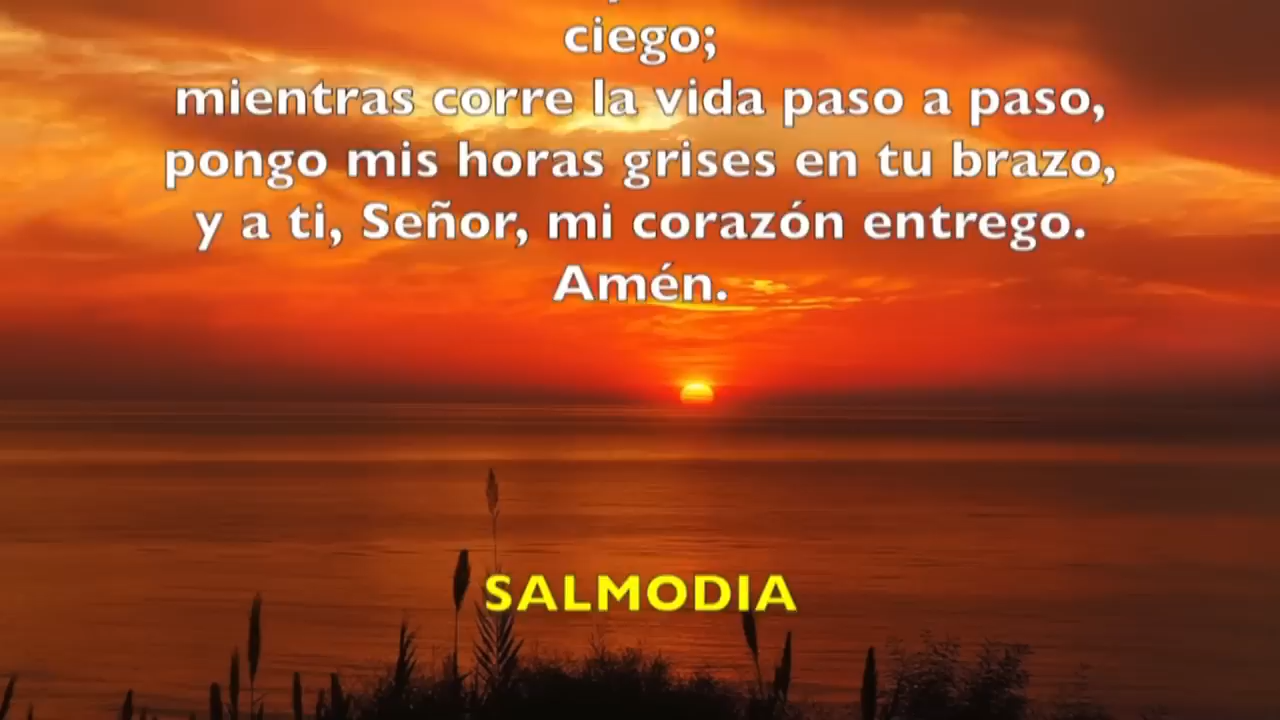 ciego;
mientras corre la vida paso a paso,
pongo mis horas grises en tu brazo,
y a ti, Señor, mi corazón entrego.
Amén.
SALMODIA